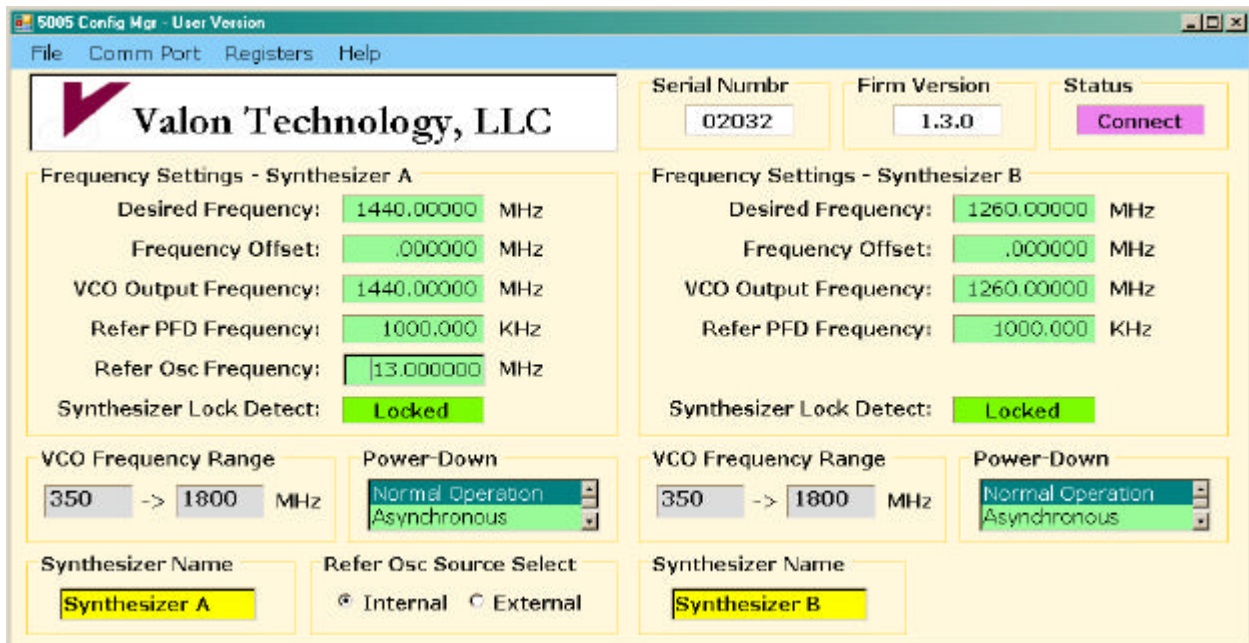 5005 Config Mgr - User Version
File Comm Port Registers Help
Valon Technology, LLC
Serial Numbr Firm Version Status
02032 1.3.0 Connect
Frequency Settings - Synthesizer A
Desired Frequency: 1440.00000 MHz
Frequency Offset: .000000 MHz
VCO Output Frequency: 1440.00000 MHz
Refer PFD Frequency: 1000.000 KHz
Refer Osc Frequency: 13.000000 MHz
Synthesizer Lock Detect: Locked
Frequency Settings - Synthesizer B
Desired Frequency: 1260.00000 MHz
Frequency Offset: .000000 MHz
VCO Output Frequency: 1260.00000 MHz
Refer PFD Frequency: 1000.000 KHz
Synthesizer Lock Detect: Locked
VCO Frequency Range
350 -> 1800 MHz
Power-Down
Normal Operation
Asynchronous
VCO Frequency Range
350 -> 1800 MHz
Power-Down
Normal Operation
Asynchronous
Synthesizer Name
Synthesizer A
Refer Osc Source Select
Internal External
Synthesizer Name
Synthesizer B